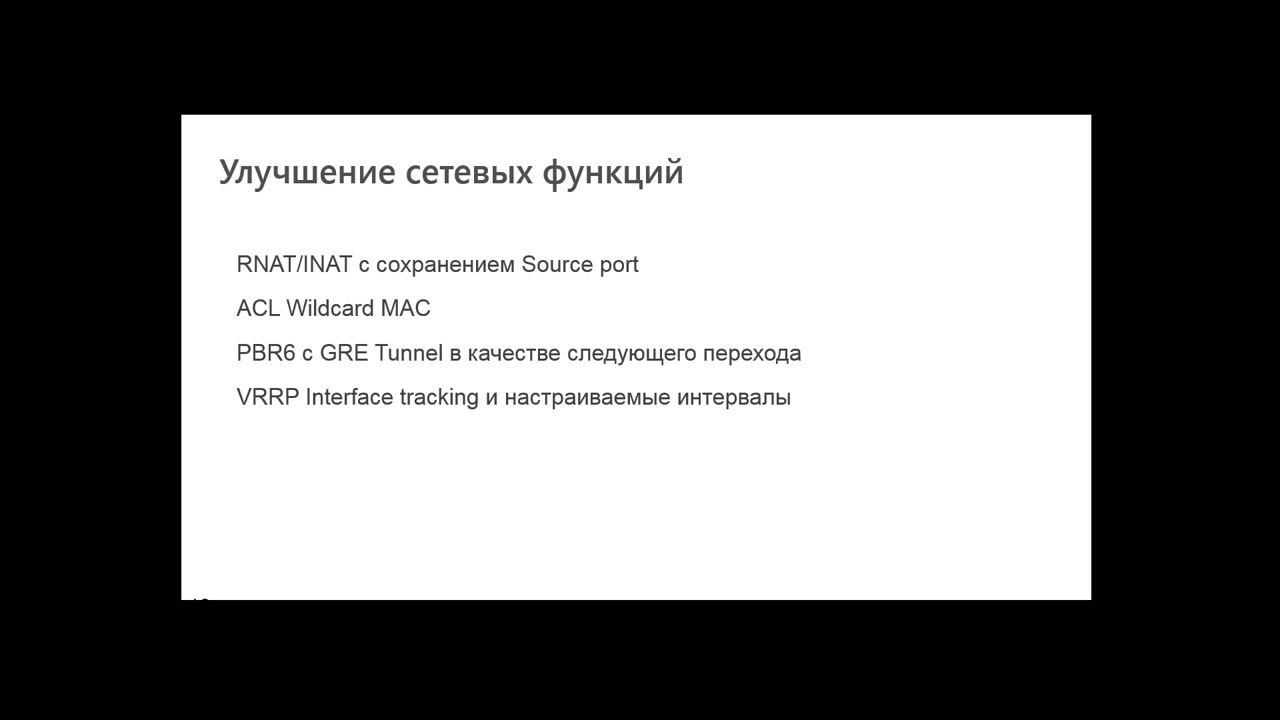 Улучшение сетевых функций
RNAT/INAT с сохранением Source port
ACL Wildcard MAC
PBR6 с GRE Tunnel в качестве следующего перехода
VRRP Interface tracking и настраиваемые интервалы